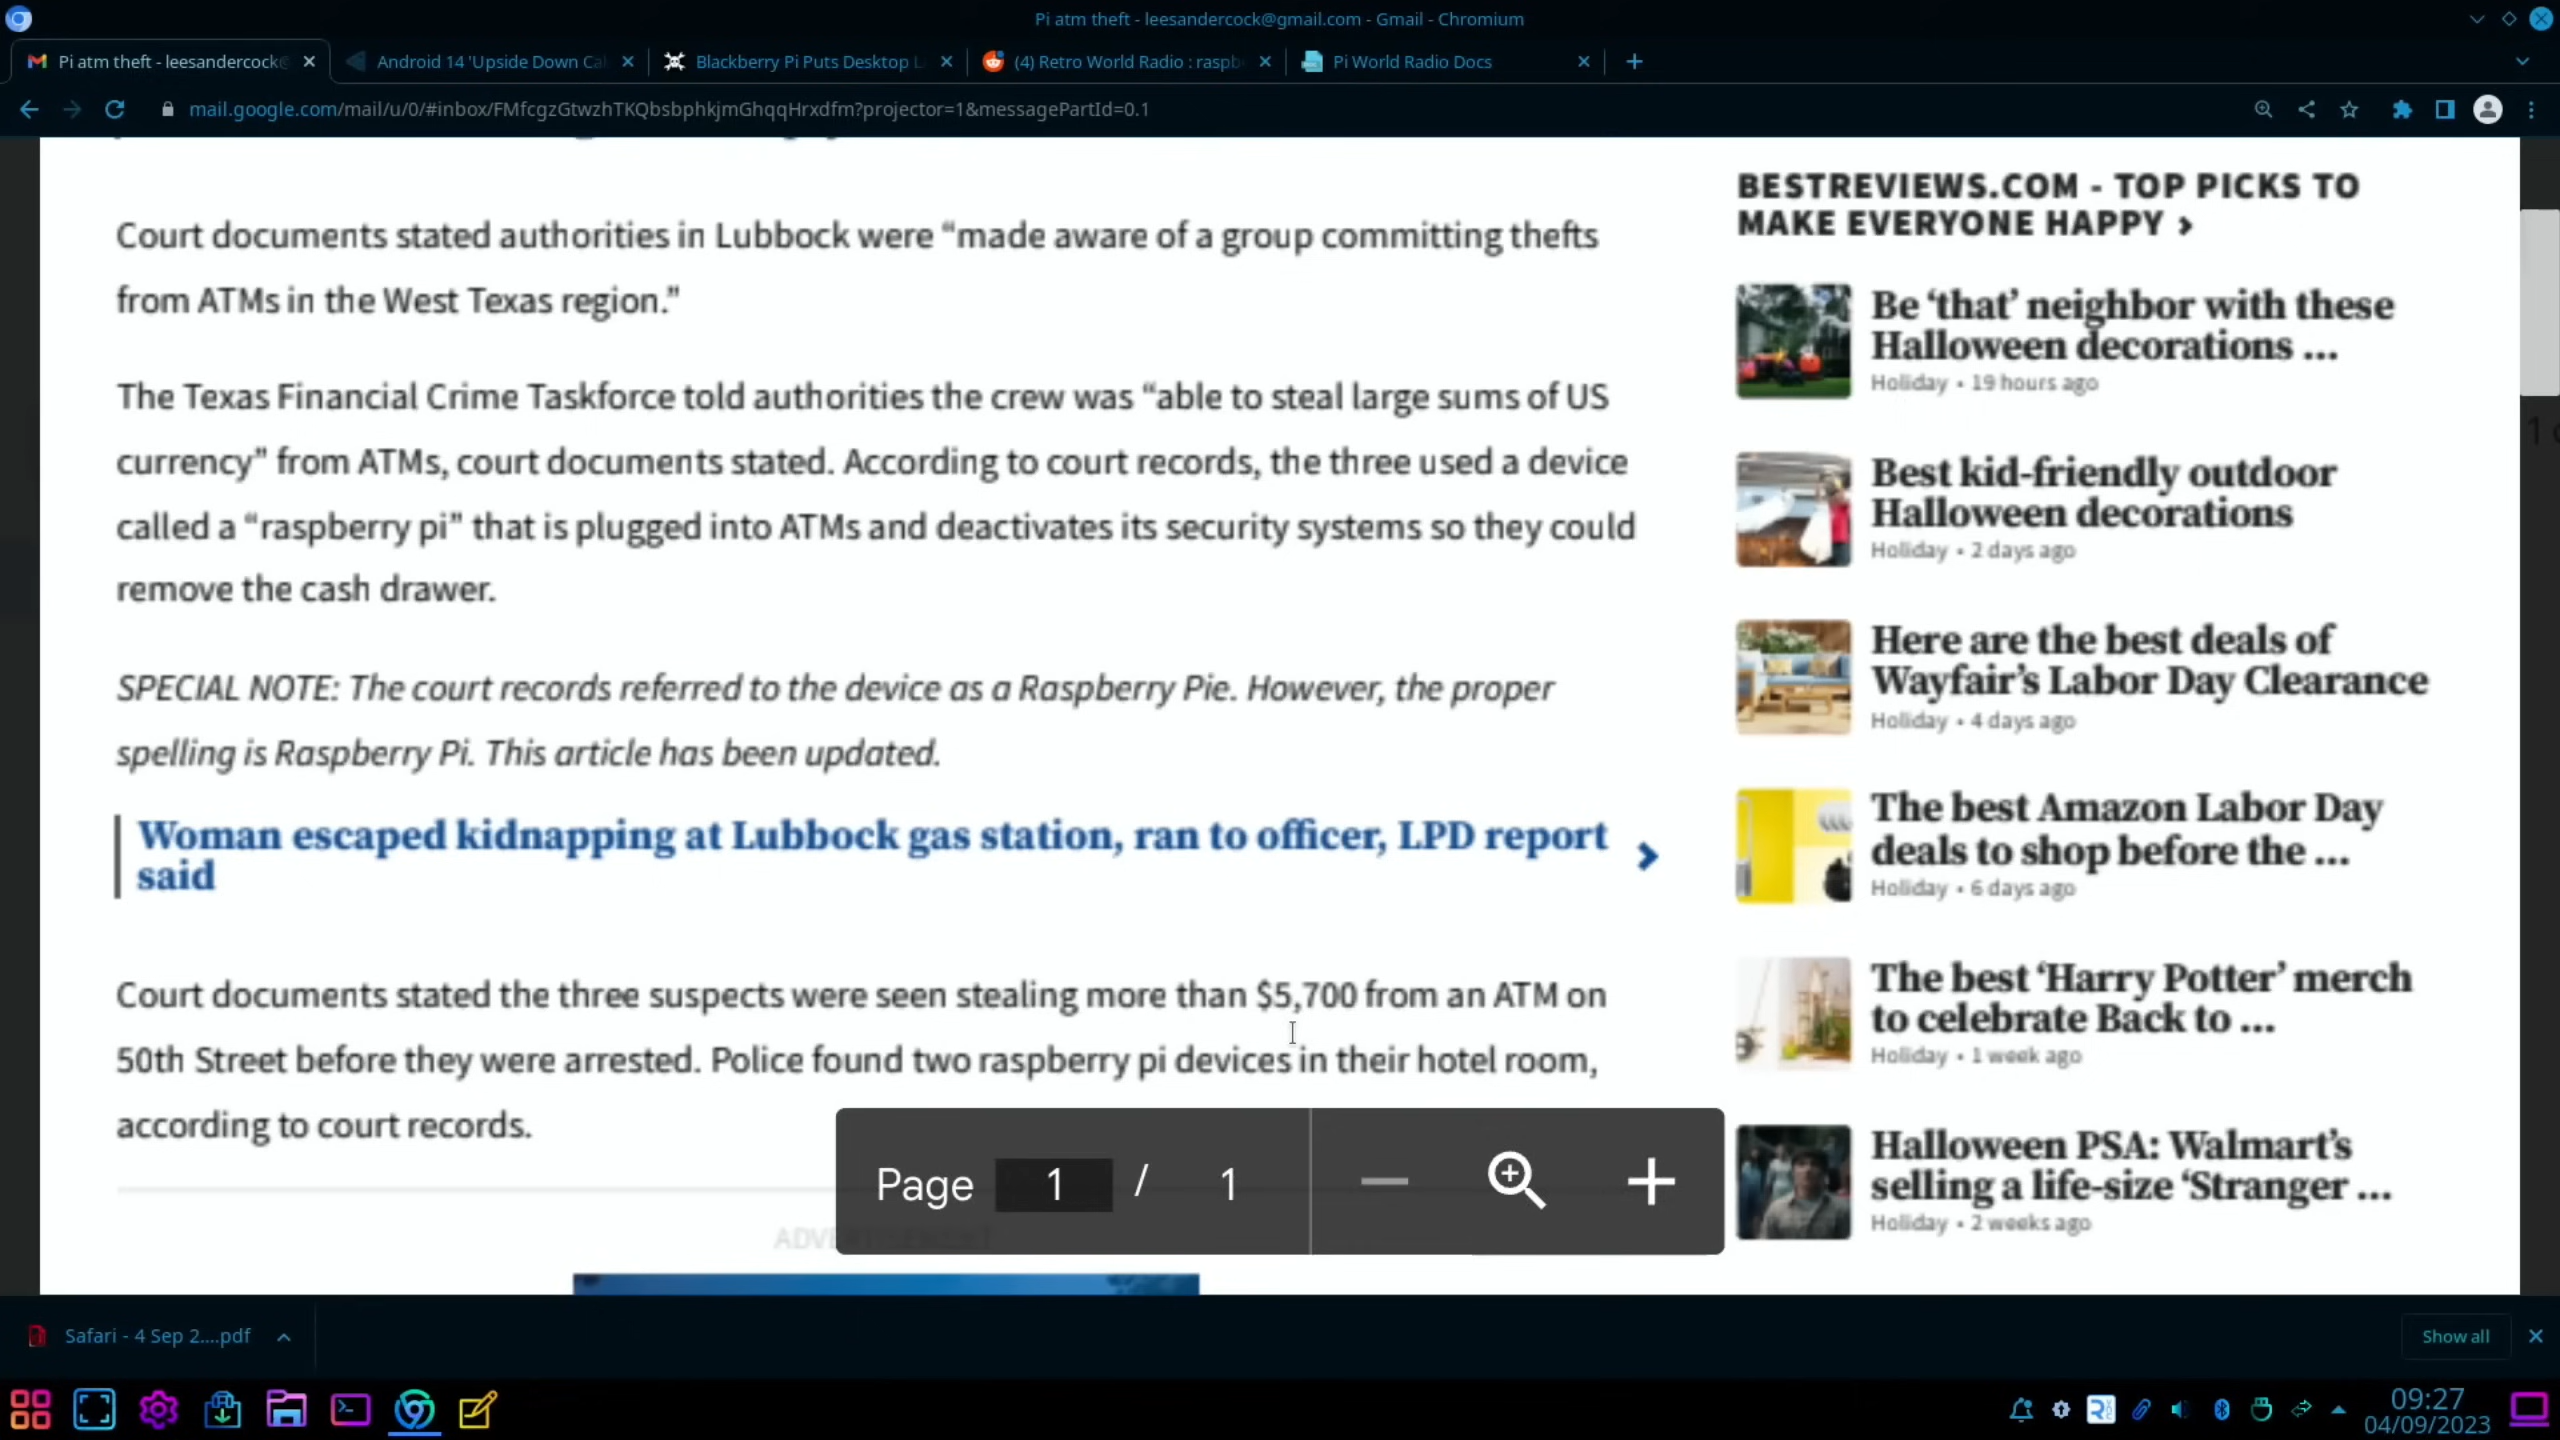 Pi atm theft - leesandercock@gmail.com - Gmail - Chromium
Pi atm theft - leesandercock@
Android 14 'Upside Down Ca
Blackberry Pi Puts Desktop L
(4) Retro World Radio : raspb
Pi World Radio Docs
mail.google.com/mail/u/0/#inbox/FMfcgzGtwzhTKQbsbphkjmGhqqHrxdfm?projector=1&messagePartId=0.1
Court documents stated authorities in Lubbock were “made aware of a group committing thefts
from ATMs in the West Texas region.”
The Texas Financial Crime Taskforce told authorities the crew was “able to steal large sums of US
currency” from ATMs, court documents stated. According to court records, the three used a device
called a “raspberry pi” that is plugged into ATMs and deactivates its security systems so they could
remove the cash drawer.
SPECIAL NOTE: The court records referred to the device as a Raspberry Pie. However, the proper
spelling is Raspberry Pi. This article has been updated.
Woman escaped kidnapping at Lubbock gas station, ran to officer, LPD report
said
Court documents stated the three suspects were seen stealing more than $5,700 from an ATM on
50th Street before they were arrested. Police found two raspberry pi devices in their hotel room,
according to court records.
BESTREVIEWS.COM - TOP PICKS TO
MAKE EVERYONE HAPPY ›
Be ‘that’ neighbor with these
Halloween decorations ...
Holiday • 19 hours ago
Best kid-friendly outdoor
Halloween decorations
Holiday • 2 days ago
Here are the best deals of
Wayfair’s Labor Day Clearance
Holiday • 4 days ago
The best Amazon Labor Day
deals to shop before the ...
Holiday • 6 days ago
The best ‘Harry Potter’ merch
to celebrate Back to ...
Holiday • 1 week ago
Halloween PSA: Walmart’s
selling a life-size ‘Stranger ...
Holiday • 2 weeks ago
Page 1 / 1
Safari - 4 Sep 2....pdf
Show all
09:27
04/09/2023